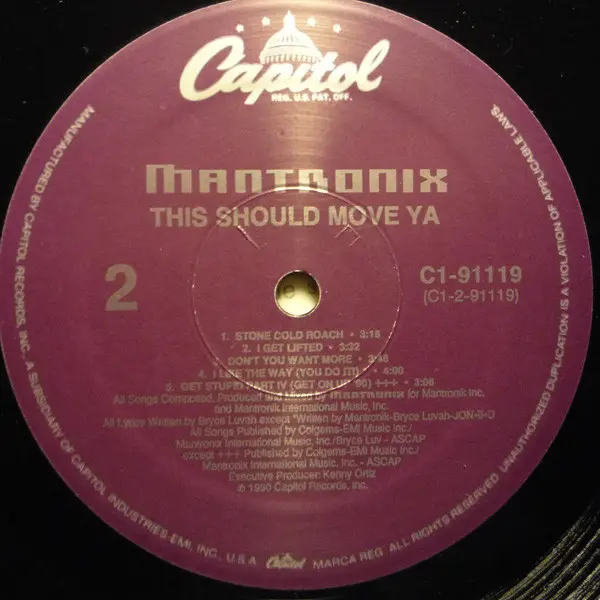 Capitol
REG. U.S. PAT. OFF.
MANTRONIX
THIS SHOULD MOVE YA
2
C1-91119
(C1-2-91119)
1. STONE COLD ROACH • 3:18
2. I GET LIFTED • 3:32
DON'T YOU WANT MORE •
4. I LIKE THE WAY (YOU DO IT!) • 4:00
5. GET STUPID PART IV (GET ON UP '90) +++ • 3:08
All Songs Composed, Produced and Mixed by MANTRONIX for Mantronix Inc.
and Mantronik International Music, Inc.
All Lyrics Written by Bryce Luvah except *Written by Mantronik-Bryce Luvah-
All Songs Published by Colgems-EMI Music Inc./
Mantronix International Music, Inc./Bryce Luv - ASCAP
except +++ Published by Colgems-EMI Music Inc./
Mantronix International Music, Inc. - ASCAP
Executive Producer: Kenny Ortiz
℗ 1990 Capitol Records, Inc.
MANUFACTURED BY CAPITOL RECORDS, INC., A SUBSIDIARY OF CAPITOL INDUSTRIES-EMI, INC., U.S.A. Capitol MARCA REG. ALL RIGHTS RESERVED. UNAUTHORIZED DUPLICATION IS A VIOLATION OF APPLICABLE LAWS.